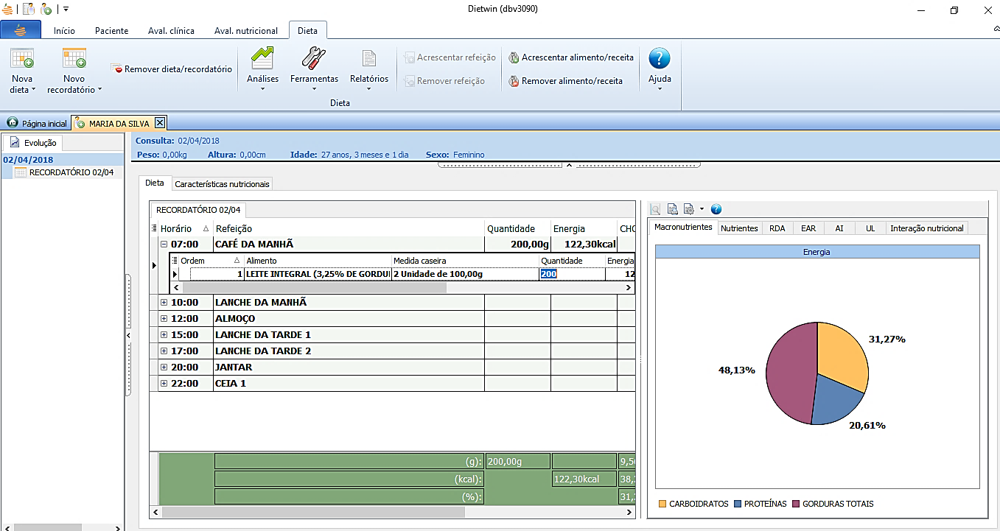 Dietwin (dbv3090)
Início Paciente Aval. clínica Aval. nutricional Dieta
Nova dieta
Novo recordatório
Remover dieta/recordatório
Análises
Ferramentas
Relatórios
Acrescentar refeição
Remover refeição
Acrescentar alimento/receita
Remover alimento/receita
Ajuda
Dieta
Página inicial MARIA DA SILVA
Evolução
02/04/2018
RECORDATÓRIO 02/04
Consulta: 02/04/2018
Peso: 0,00kg Altura: 0,00cm Idade: 27 anos, 3 meses e 1 dia Sexo: Feminino
Dieta Características nutricionais
RECORDATÓRIO 02/04
Horário Refeição Quantidade Energia CHO
07:00 CAFÉ DA MANHÃ 200,00g 122,30kcal
Ordem Alimento Medida caseira Quantidade Energia
1 LEITE INTEGRAL (3,25% DE GORDU 2 Unidade de 100,00g 200 12
10:00 LANCHE DA MANHÃ
12:00 ALMOÇO
15:00 LANCHE DA TARDE 1
17:00 LANCHE DA TARDE 2
20:00 JANTAR
22:00 CEIA 1
(g): 200,00g 9,5
(kcal): 122,30kcal 38,
(%): 31,
Macronutrientes Nutrientes RDA EAR AI UL Interação nutricional
Energia
31,27%
48,13%
20,61%
CARBOIDRATOS PROTEÍNAS GORDURAS TOTAIS